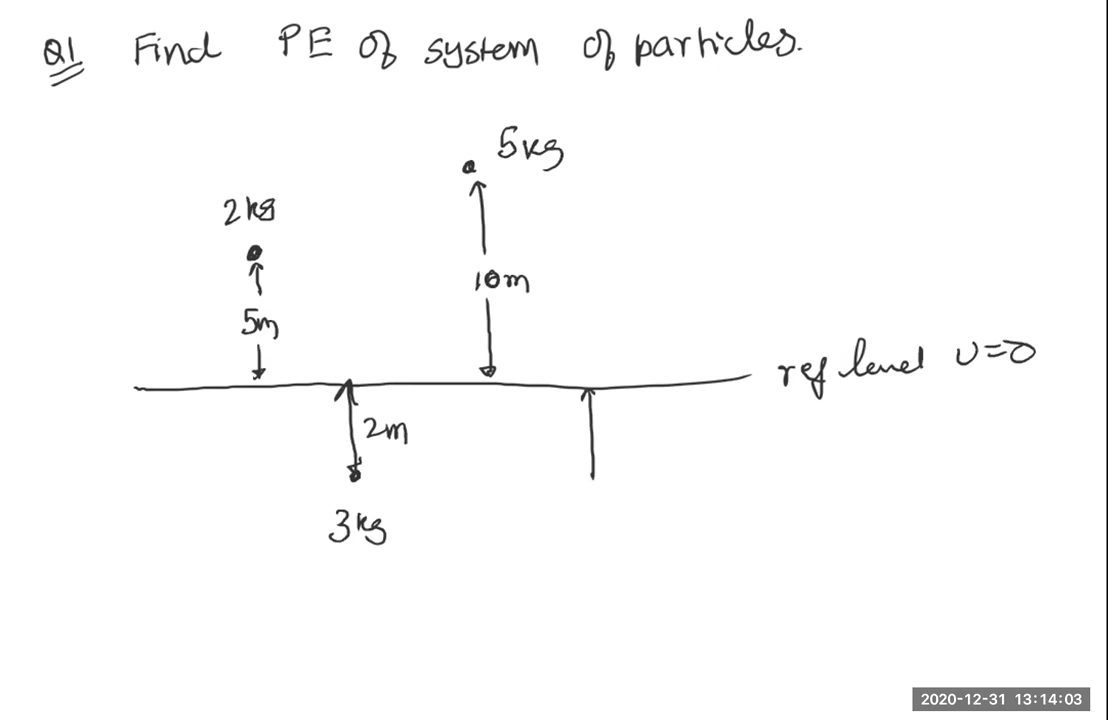 Q1 Find PE of system of particles.
5kg
2kg
10m
5m
ref level U=0
2m
3kg
2020-12-31 13:14:03